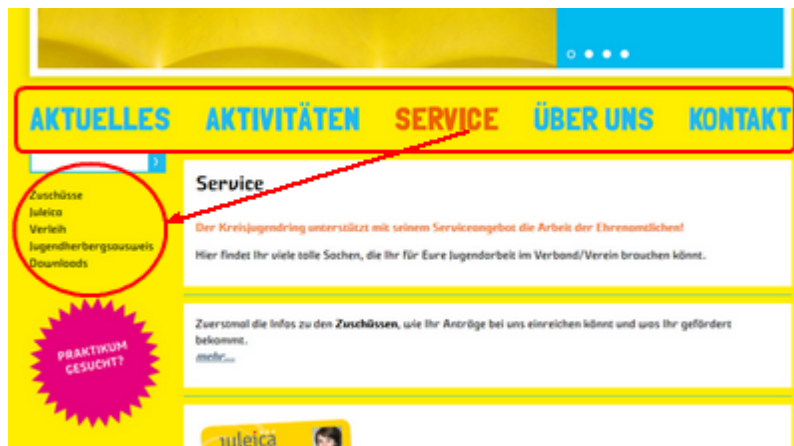 AKTUELLES AKTIVITÄTEN SERVICE ÜBER UNS KONTAKT
Zuschüsse
Juleica
Verleih
Jugendherbergsausweis
Downloads
PRAKTIKUM
GESUCHT?
Service
Der Kreisjugendring unterstützt mit seinem Serviceangebot die Arbeit der Ehrenamtlichen!
Hier findet Ihr viele tolle Sachen, die Ihr für Eure Jugendarbeit im Verband/Verein brauchen könnt.
Zuerstmal die Infos zu den Zuschüssen, wie Ihr Anträge bei uns einreichen könnt und was Ihr gefördert
bekommt.
mehr...
juleica